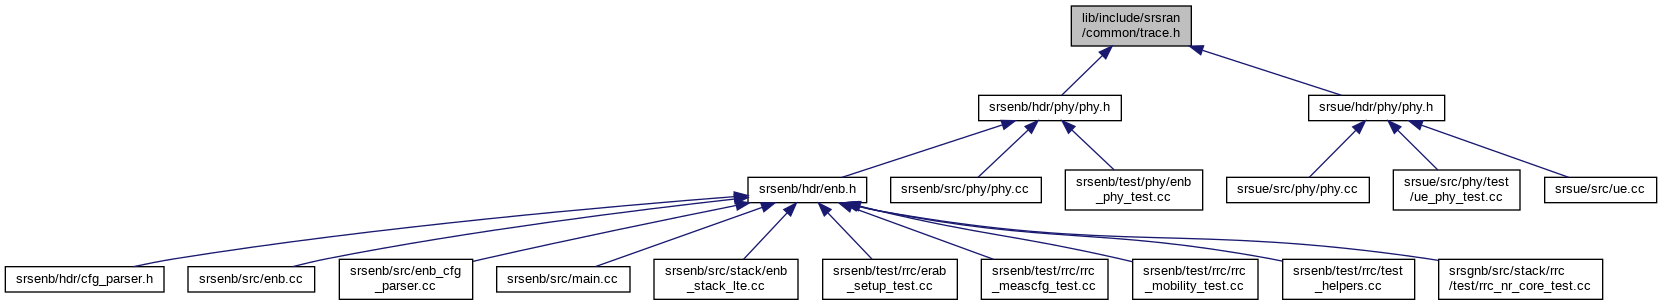 lib/include/srsran
/common/trace.h
srsenb/hdr/phy/phy.h
srsue/hdr/phy/phy.h
srsenb/hdr/enb.h
srsenb/src/phy/phy.cc
srsenb/test/phy/enb
_phy_test.cc
srsue/src/phy/phy.cc
srsue/src/phy/test
/ue_phy_test.cc
srsue/src/ue.cc
srsenb/hdr/cfg_parser.h
srsenb/src/enb.cc
srsenb/src/enb_cfg
_parser.cc
srsenb/src/main.cc
srsenb/src/stack/enb
_stack_lte.cc
srsenb/test/rrc/erab
_setup_test.cc
srsenb/test/rrc/rrc
_meascfg_test.cc
srsenb/test/rrc/rrc
_mobility_test.cc
srsenb/test/rrc/test
_helpers.cc
srsgnb/src/stack/rrc
/test/rrc_nr_core_test.cc